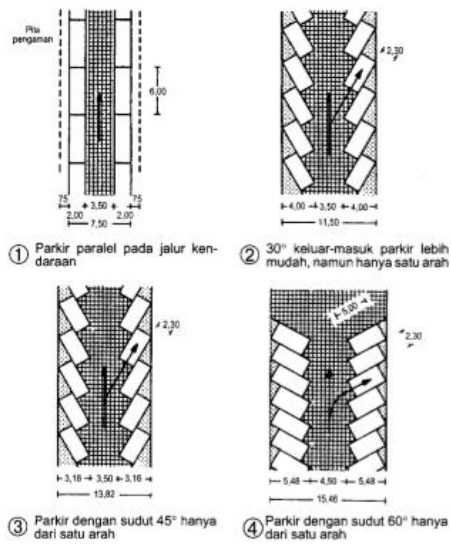 Pita
pengaman
6,00
75
3,50
75
2,00
2,00
7,50
① Parkir paralel pada jalur ken-
daraan
2,30
4,00 3,50 4,00
11,50
② 30° keluar-masuk parkir lebih
mudah, namun hanya satu arah
2,30
3,16 3,50 3,16
13,82
③ Parkir dengan sudut 45° hanya
dari satu arah
5,00
2,30
5,48 4,50 5,48
15,46
④ Parkir dengan sudut 60° hanya
dari satu arah